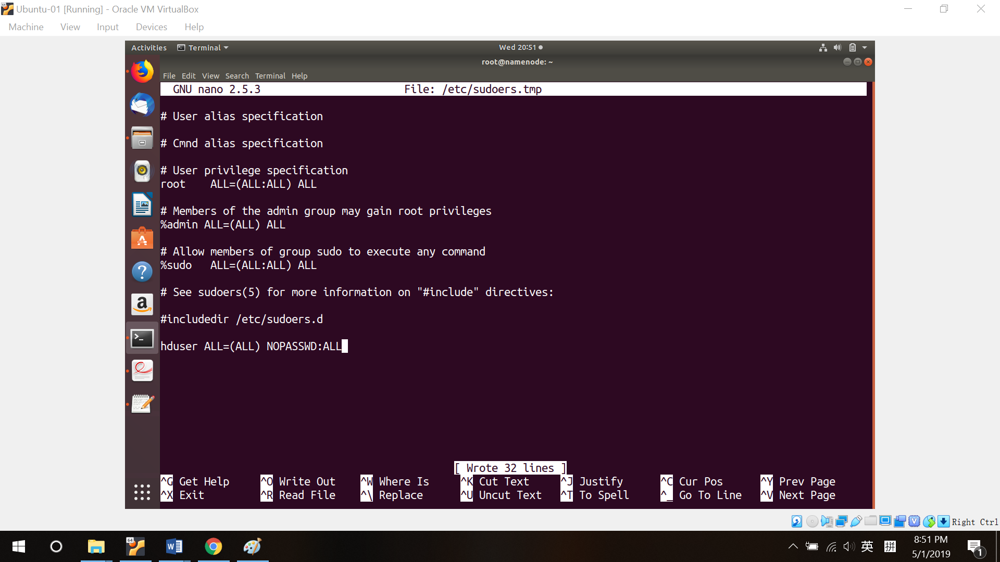 Ubuntu-01 [Running] - Oracle VM VirtualBox
Machine View Input Devices Help
Activities Terminal Wed 20:51
root@namenode: ~
File Edit View Search Terminal Help
GNU nano 2.5.3 File: /etc/sudoers.tmp
# User alias specification
# Cmnd alias specification
# User privilege specification
root ALL=(ALL:ALL) ALL
# Members of the admin group may gain root privileges
%admin ALL=(ALL) ALL
# Allow members of group sudo to execute any command
%sudo ALL=(ALL:ALL) ALL
# See sudoers(5) for more information on "#include" directives:
#includedir /etc/sudoers.d
hduser ALL=(ALL) NOPASSWD:ALL
[ Wrote 32 lines ]
^G Get Help ^O Write Out ^W Where Is ^K Cut Text ^J Justify ^C Cur Pos ^Y Prev Page
^X Exit ^R Read File ^\ Replace ^U Uncut Text ^T To Spell ^_ Go To Line ^V Next Page
Right Ctrl
64
英 拼 8:51 PM
5/1/2019
1